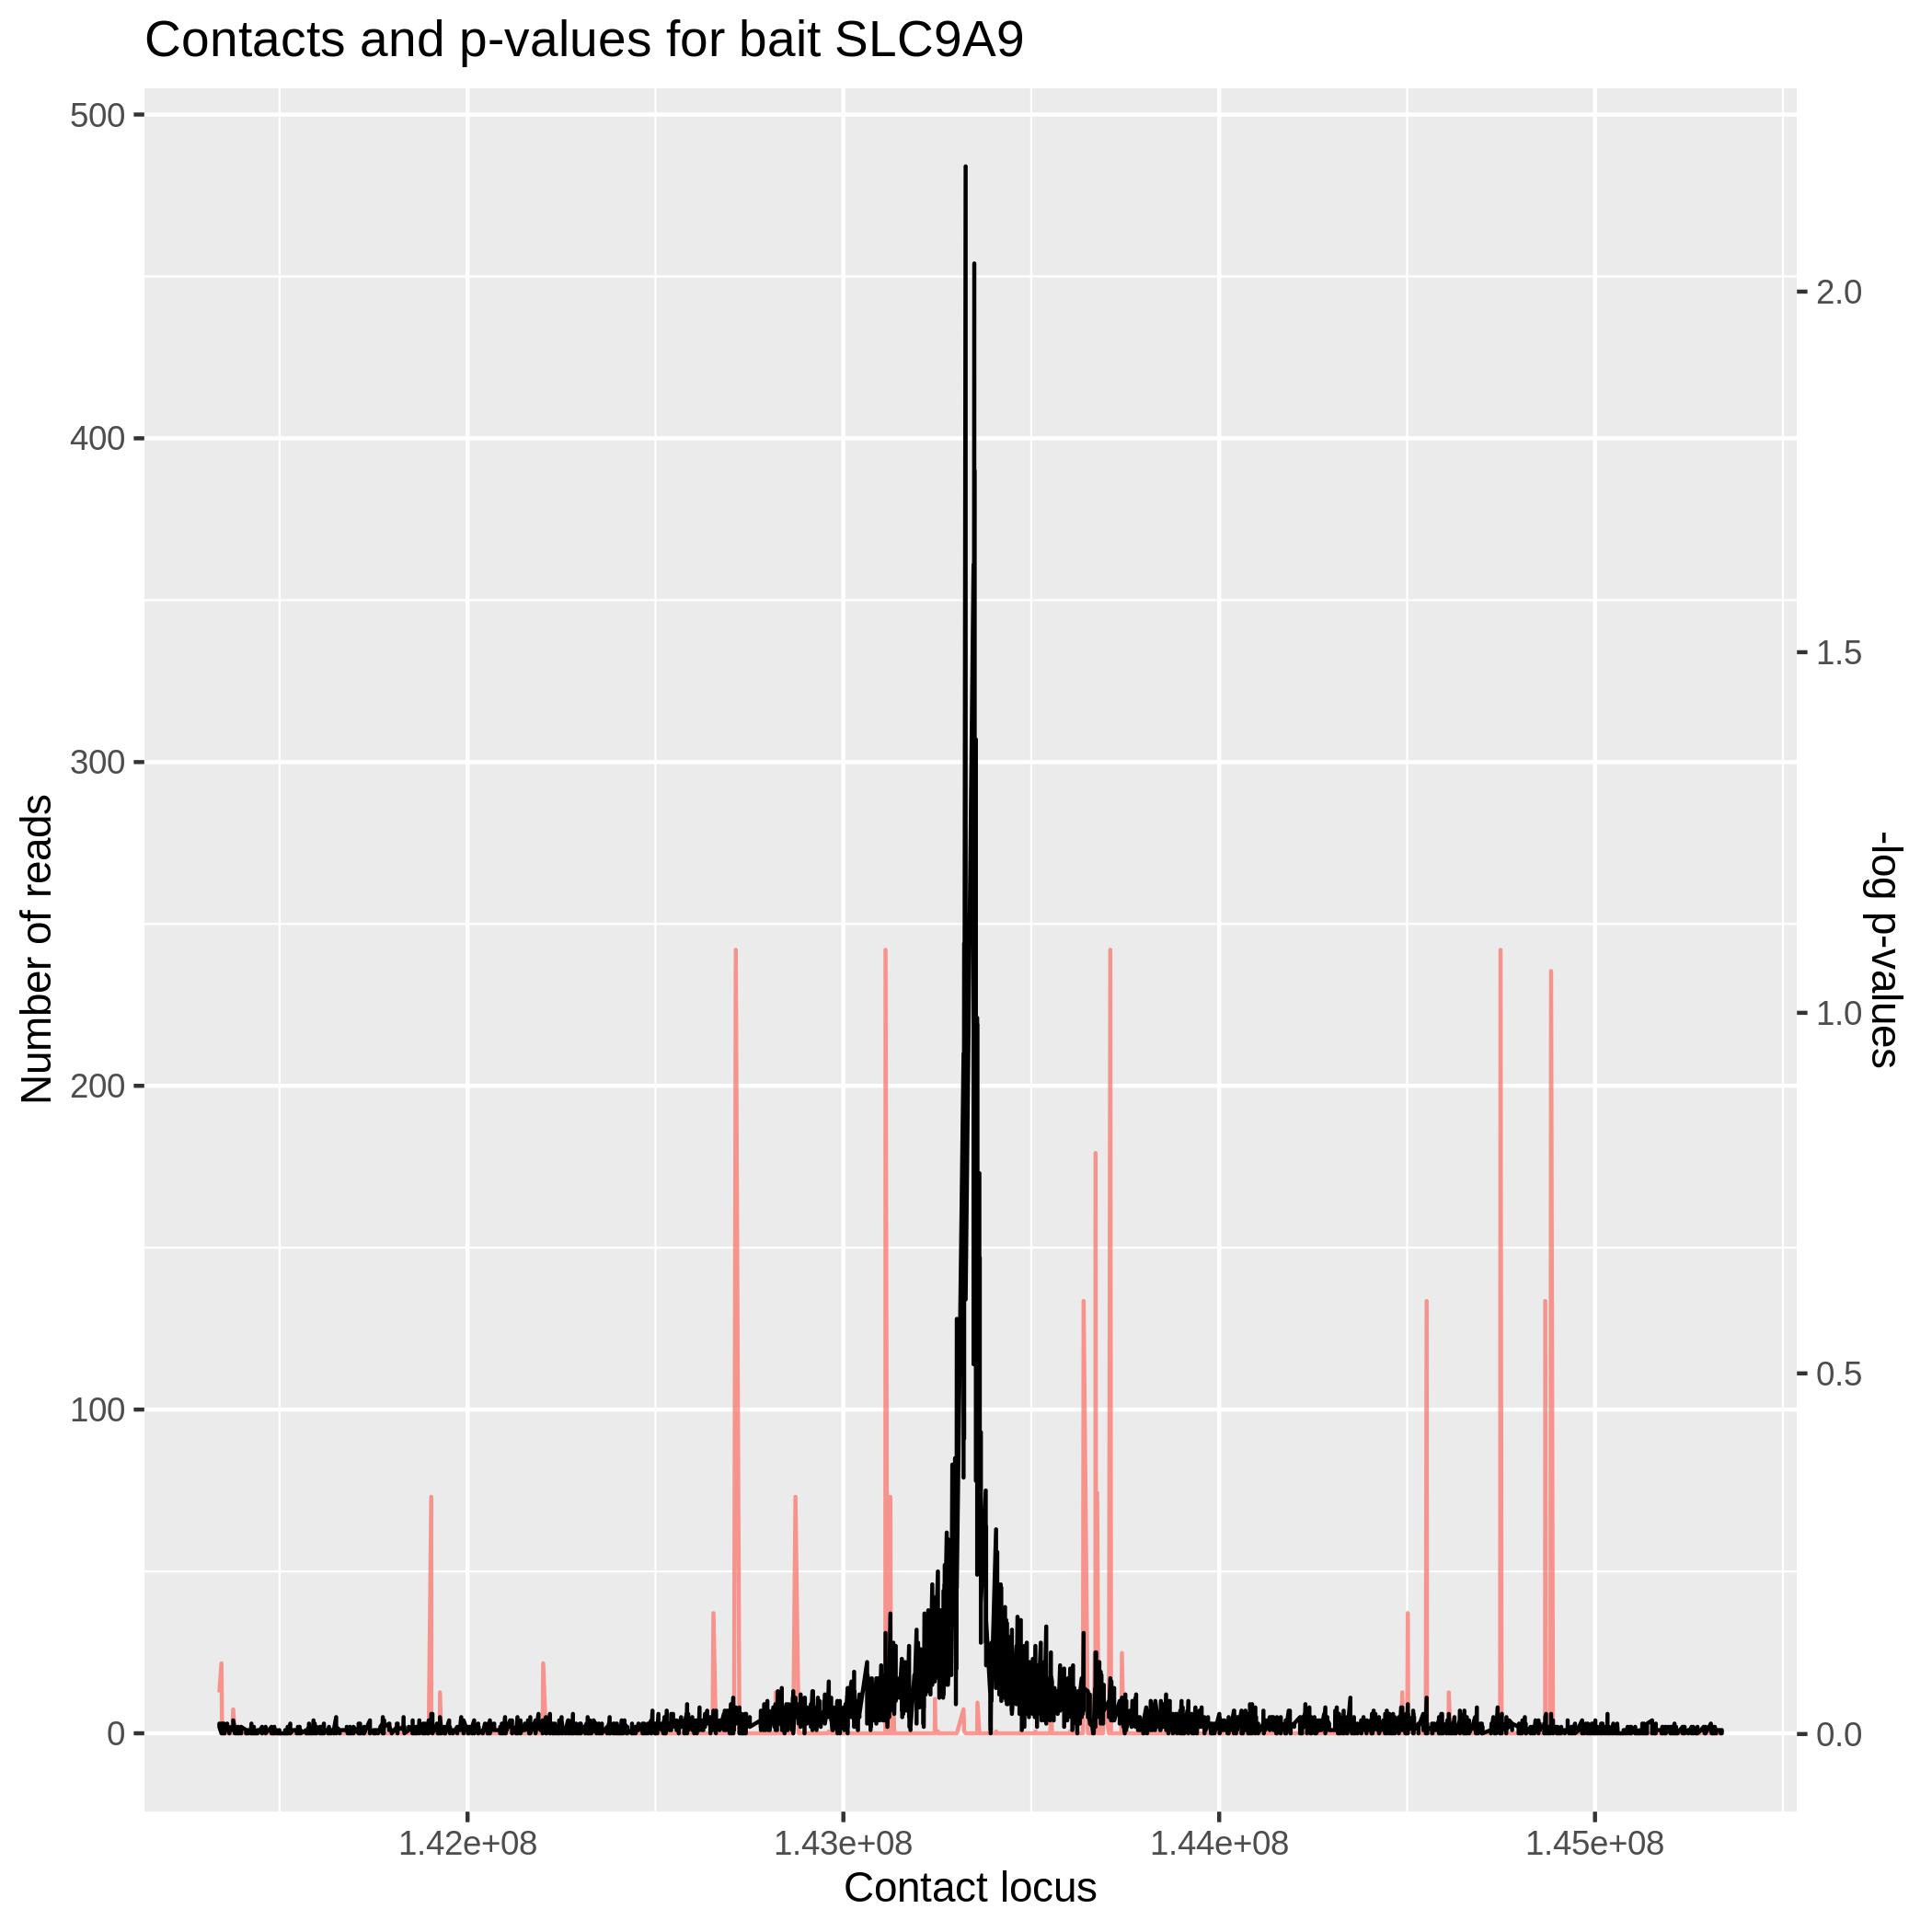 Contacts and p-values for bait SLC9A9
500
400
300
200
100
0
Number of reads
2.0
1.5
1.0
0.5
0.0
-log p-values
1.42e+08
1.43e+08
1.44e+08
1.45e+08
Contact locus